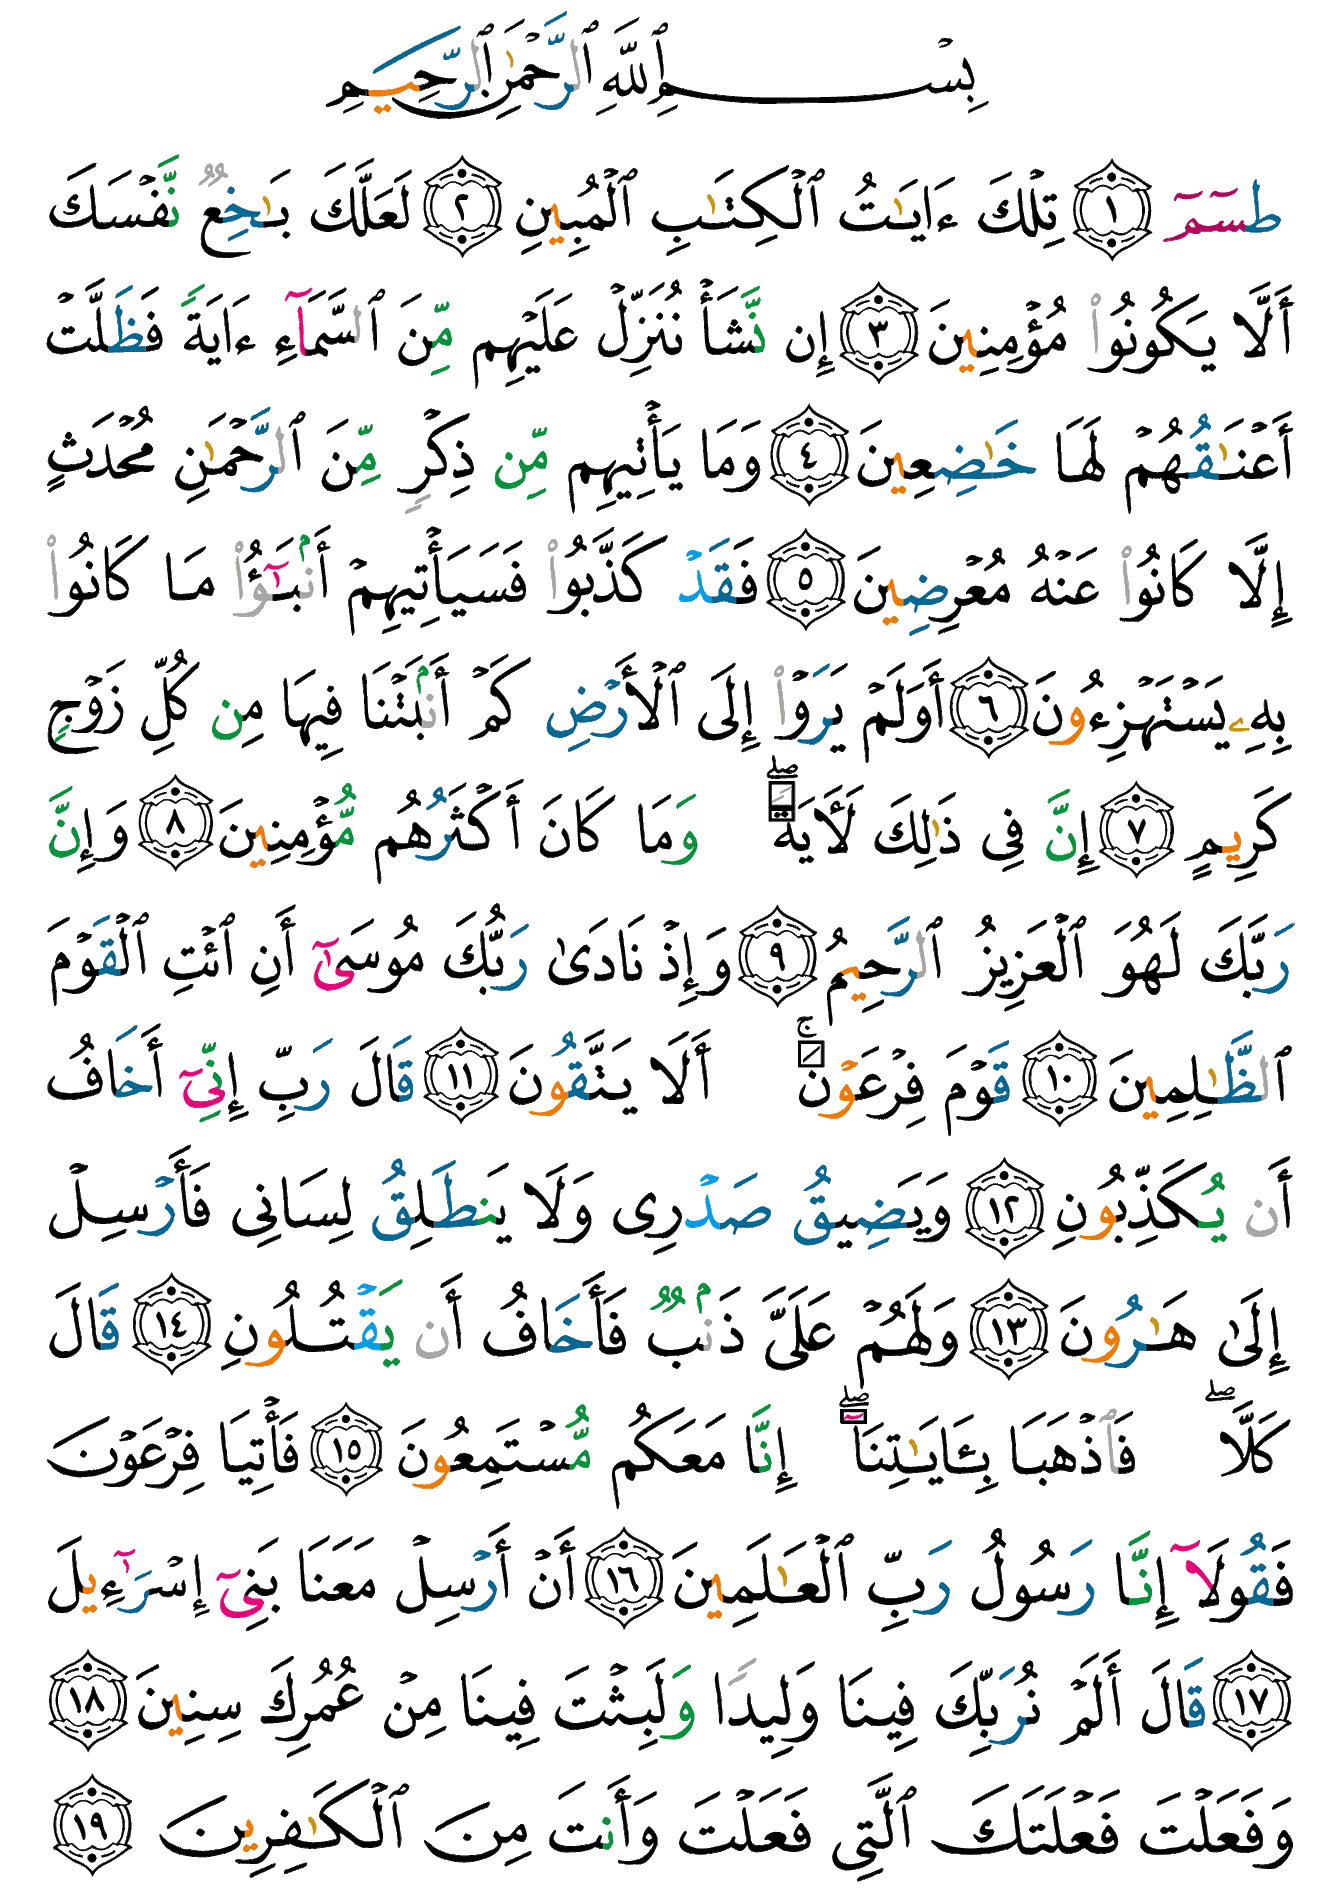 بِسْمِ ٱللَّهِ ٱلرَّحْمَٰنِ ٱلرَّحِيمِ
طسٓمٓ ١ تِلْكَ ءَايَـٰتُ ٱلْكِتَـٰبِ ٱلْمُبِينِ ٢ لَعَلَّكَ بَـٰخِعٌۭ نَّفْسَكَ
أَلَّا يَكُونُوا۟ مُؤْمِنِينَ ٣ إِن نَّشَأْ نُنَزِّلْ عَلَيْهِم مِّنَ ٱلسَّمَآءِ ءَايَةًۭ فَظَلَّتْ
أَعْنَـٰقُهُمْ لَهَا خَـٰضِعِينَ ٤ وَمَا يَأْتِيهِم مِّن ذِكْرٍۢ مِّنَ ٱلرَّحْمَـٰنِ مُحْدَثٍ
إِلَّا كَانُوا۟ عَنْهُ مُعْرِضِينَ ٥ فَقَدْ كَذَّبُوا۟ فَسَيَأْتِيهِمْ أَنۢبَـٰٓؤُا۟ مَا كَانُوا۟
بِهِۦ يَسْتَهْزِءُونَ ٦ أَوَلَمْ يَرَوْا۟ إِلَى ٱلْأَرْضِ كَمْ أَنۢبَتْنَا فِيهَا مِن كُلِّ زَوْجٍۢ
كَرِيمٍ ٧ إِنَّ فِى ذَٰلِكَ لَـَٔايَةًۭ ۖ وَمَا كَانَ أَكْثَرُهُم مُّؤْمِنِينَ ٨ وَإِنَّ
رَبَّكَ لَهُوَ ٱلْعَزِيزُ ٱلرَّحِيمُ ٩ وَإِذْ نَادَىٰ رَبُّكَ مُوسَىٰٓ أَنِ ٱئْتِ ٱلْقَوْمَ
ٱلظَّـٰلِمِينَ ١٠ قَوْمَ فِرْعَوْنَ ۚ أَلَا يَتَّقُونَ ١١ قَالَ رَبِّ إِنِّىٓ أَخَافُ
أَن يُكَذِّبُونِ ١٢ وَيَضِيقُ صَدْرِى وَلَا يَنطَلِقُ لِسَانِى فَأَرْسِلْ
إِلَىٰ هَـٰرُونَ ١٣ وَلَهُمْ عَلَىَّ ذَنۢبٌۭ فَأَخَافُ أَن يَقْتُلُونِ ١٤ قَالَ
كَلَّا ۖ فَٱذْهَبَا بِـَٔايَـٰتِنَآ ۖ إِنَّا مَعَكُم مُّسْتَمِعُونَ ١٥ فَأْتِيَا فِرْعَوْنَ
فَقُولَآ إِنَّا رَسُولُ رَبِّ ٱلْعَـٰلَمِينَ ١٦ أَنْ أَرْسِلْ مَعَنَا بَنِىٓ إِسْرَٰٓءِيلَ
١٧ قَالَ أَلَمْ نُرَبِّكَ فِينَا وَلِيدًۭا وَلَبِثْتَ فِينَا مِنْ عُمُرِكَ سِنِينَ ١٨
وَفَعَلْتَ فَعْلَتَكَ ٱلَّتِى فَعَلْتَ وَأَنتَ مِنَ ٱلْكَـٰفِرِينَ ١٩